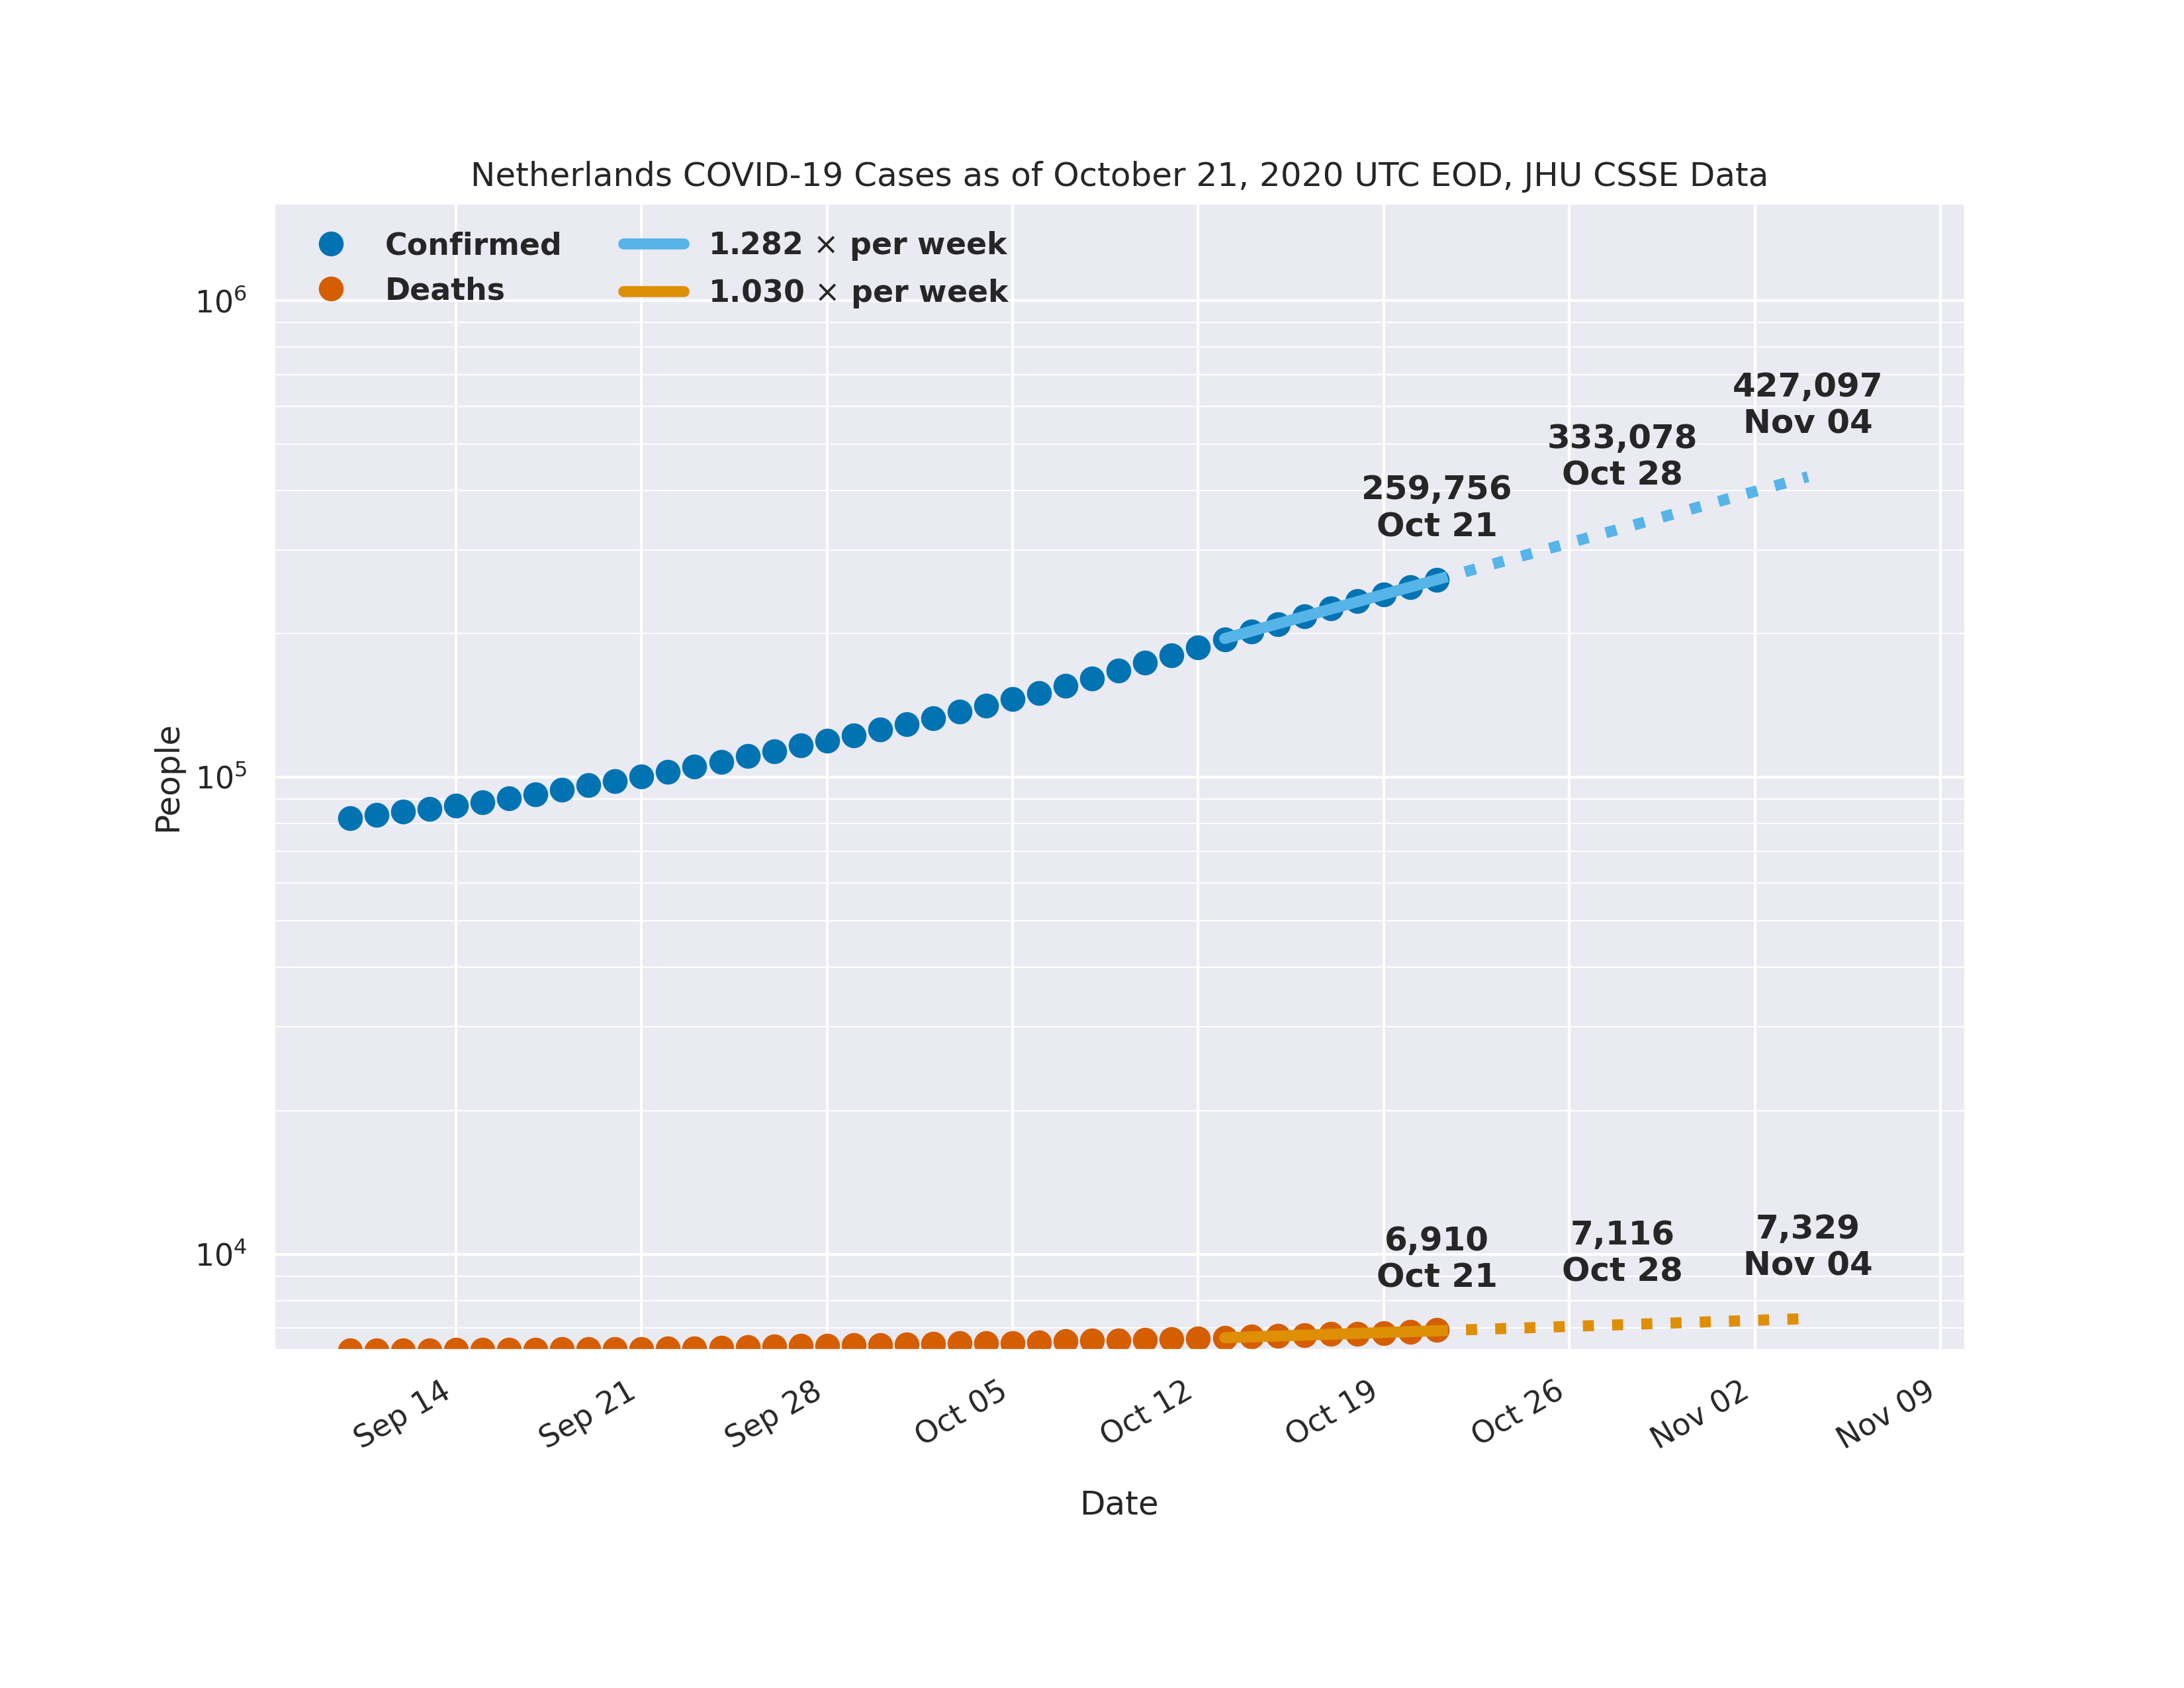 Netherlands COVID-19 Cases as of October 21, 2020 UTC EOD, JHU CSSE Data
Confirmed
Deaths
1.282 × per week
1.030 × per week
10⁶
10⁵
10⁴
People
427,097
Nov 04
333,078
Oct 28
259,756
Oct 21
6,910
Oct 21
7,116
Oct 28
7,329
Nov 04
Sep 14
Sep 21
Sep 28
Oct 05
Oct 12
Oct 19
Oct 26
Nov 02
Nov 09
Date